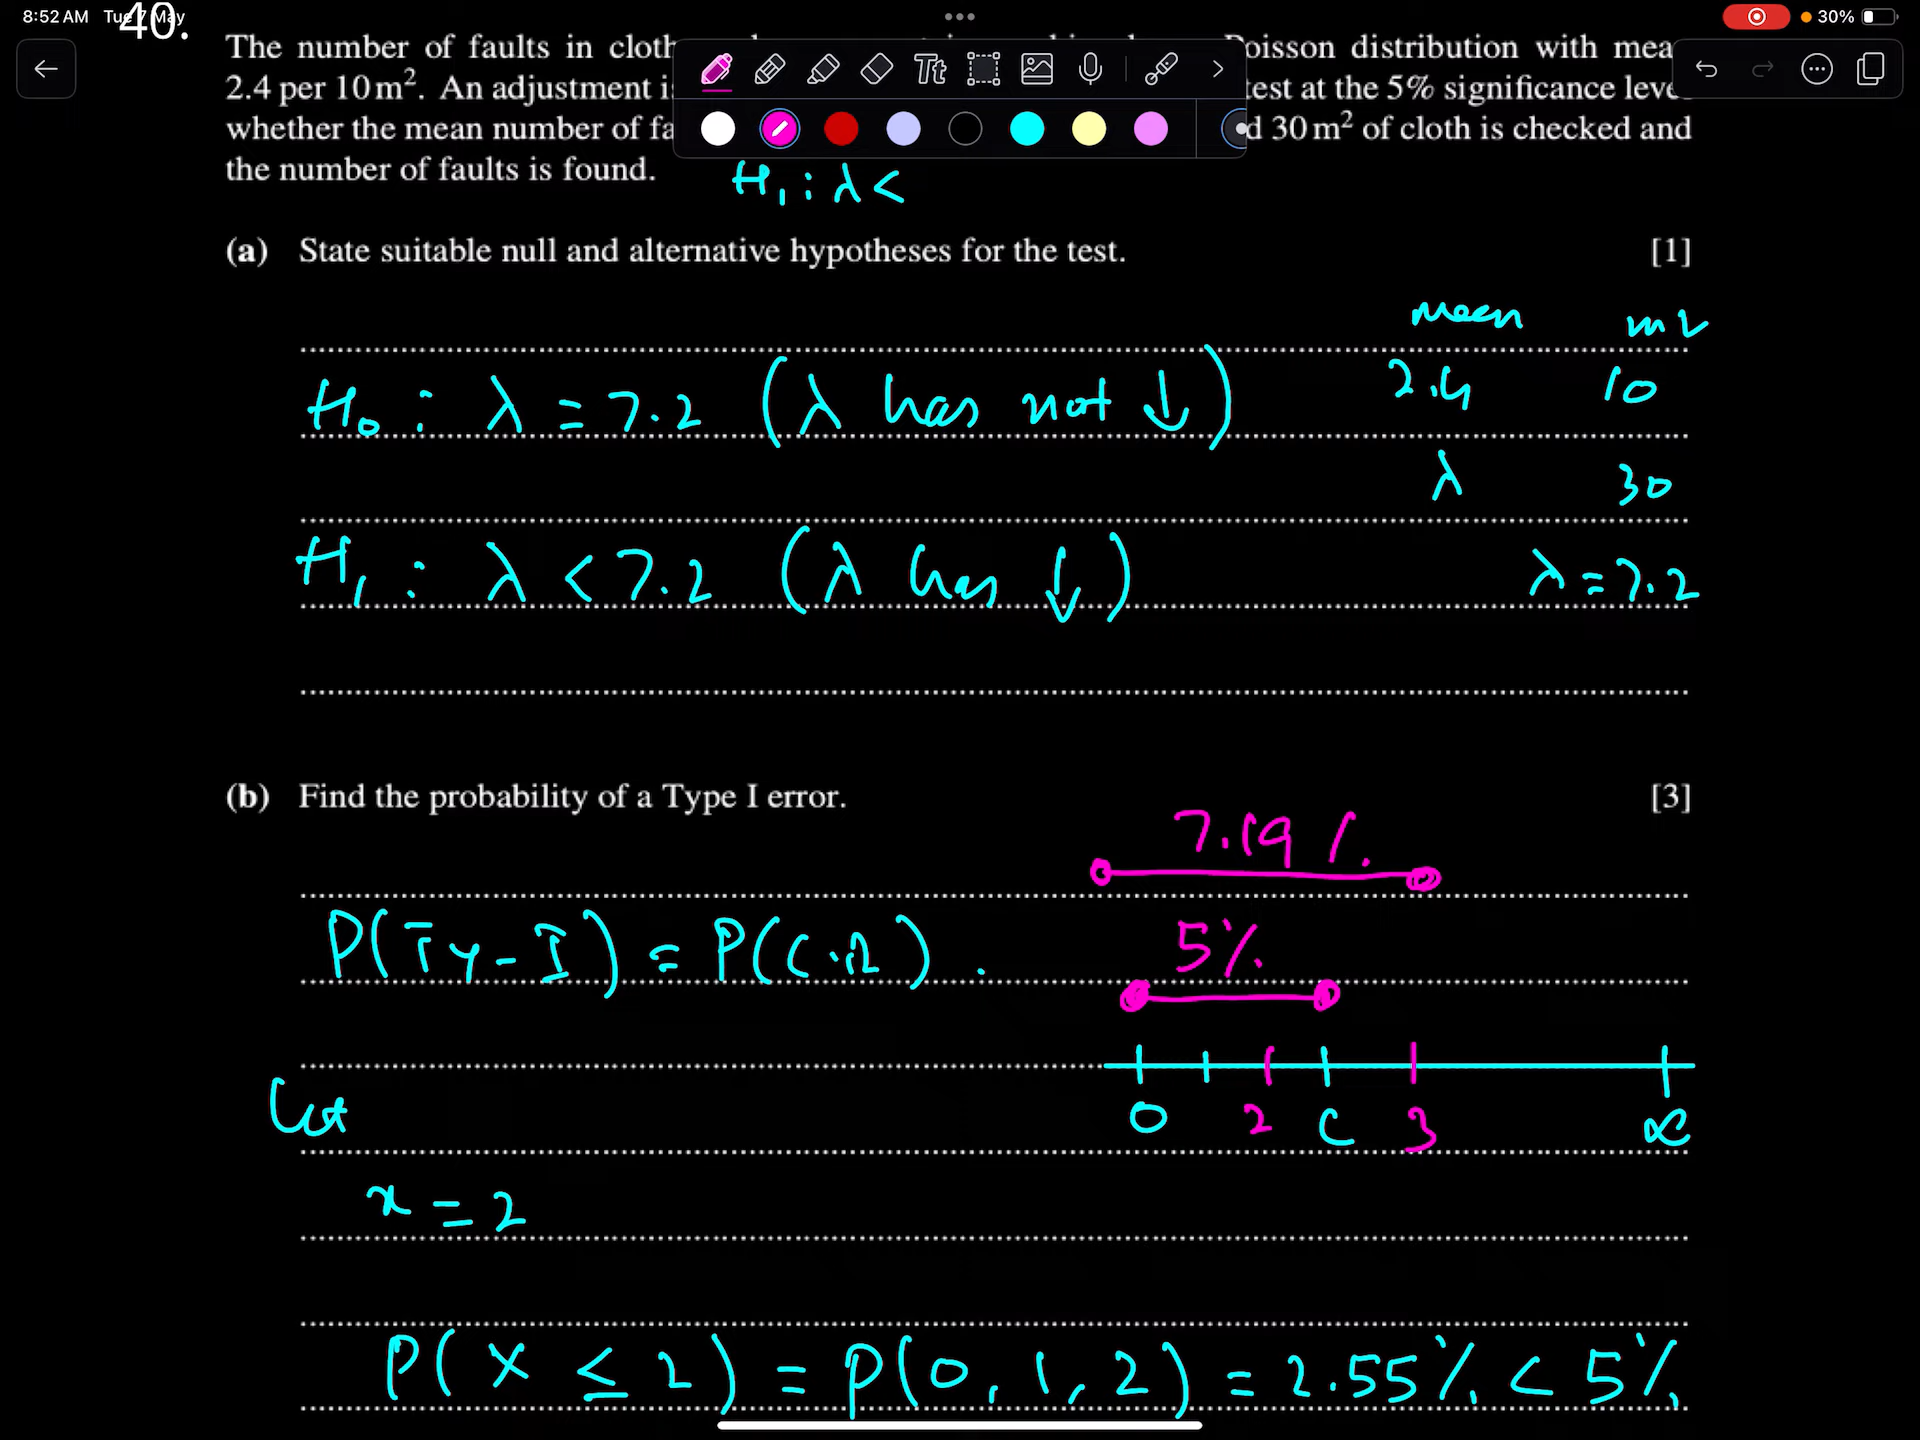 8:52 AM Tue 7 May
30%
40.
The number of faults in cloth Poisson distribution with mea
2.4 per 10 m². An adjustment i test at the 5% significance leve
whether the mean number of fa d 30 m² of cloth is checked and
the number of faults is found.
Tt
H₁ : λ <
(a) State suitable null and alternative hypotheses for the test. [1]
mean m²
H₀ : λ = 7.2 (λ has not ↓) 2.4 10
λ 30
H₁ : λ < 7.2 (λ has ↓) λ = 7.2
(b) Find the probability of a Type I error. [3]
7.19 %
P(Ty-I) = P(C.R). 5%
Let 0 2 C 3 ∞
x = 2
P(X ≤ 2) = P(0, 1, 2) = 2.55% < 5%